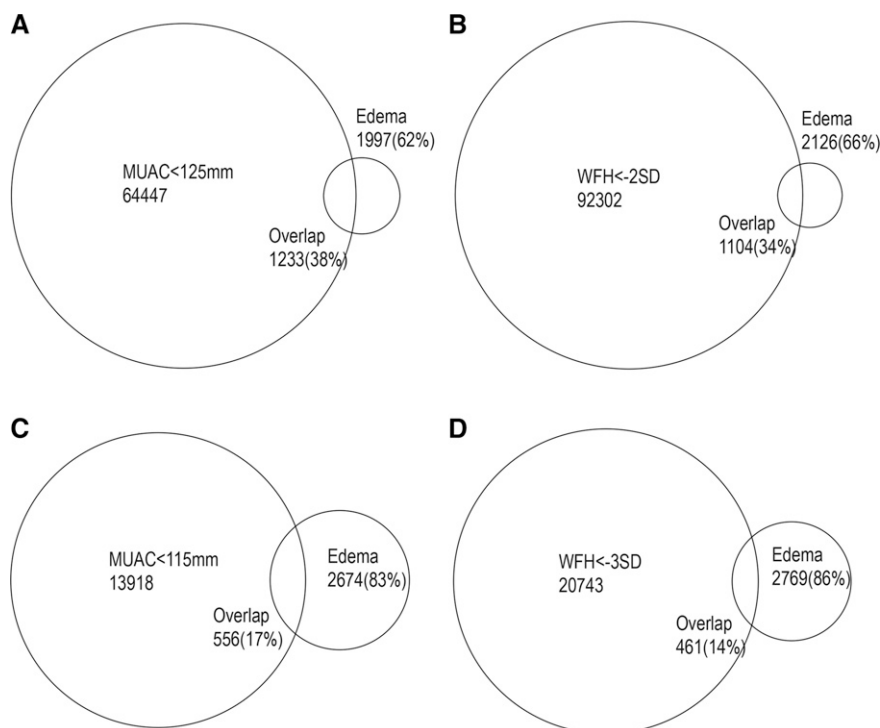 A
MUAC<125mm
64447
Edema
1997(62%)
Overlap
1233(38%)
B
WFH<-2SD
92302
Edema
2126(66%)
Overlap
1104(34%)
C
MUAC<115mm
13918
Edema
2674(83%)
Overlap
556(17%)
D
WFH<-3SD
20743
Edema
2769(86%)
Overlap
461(14%)